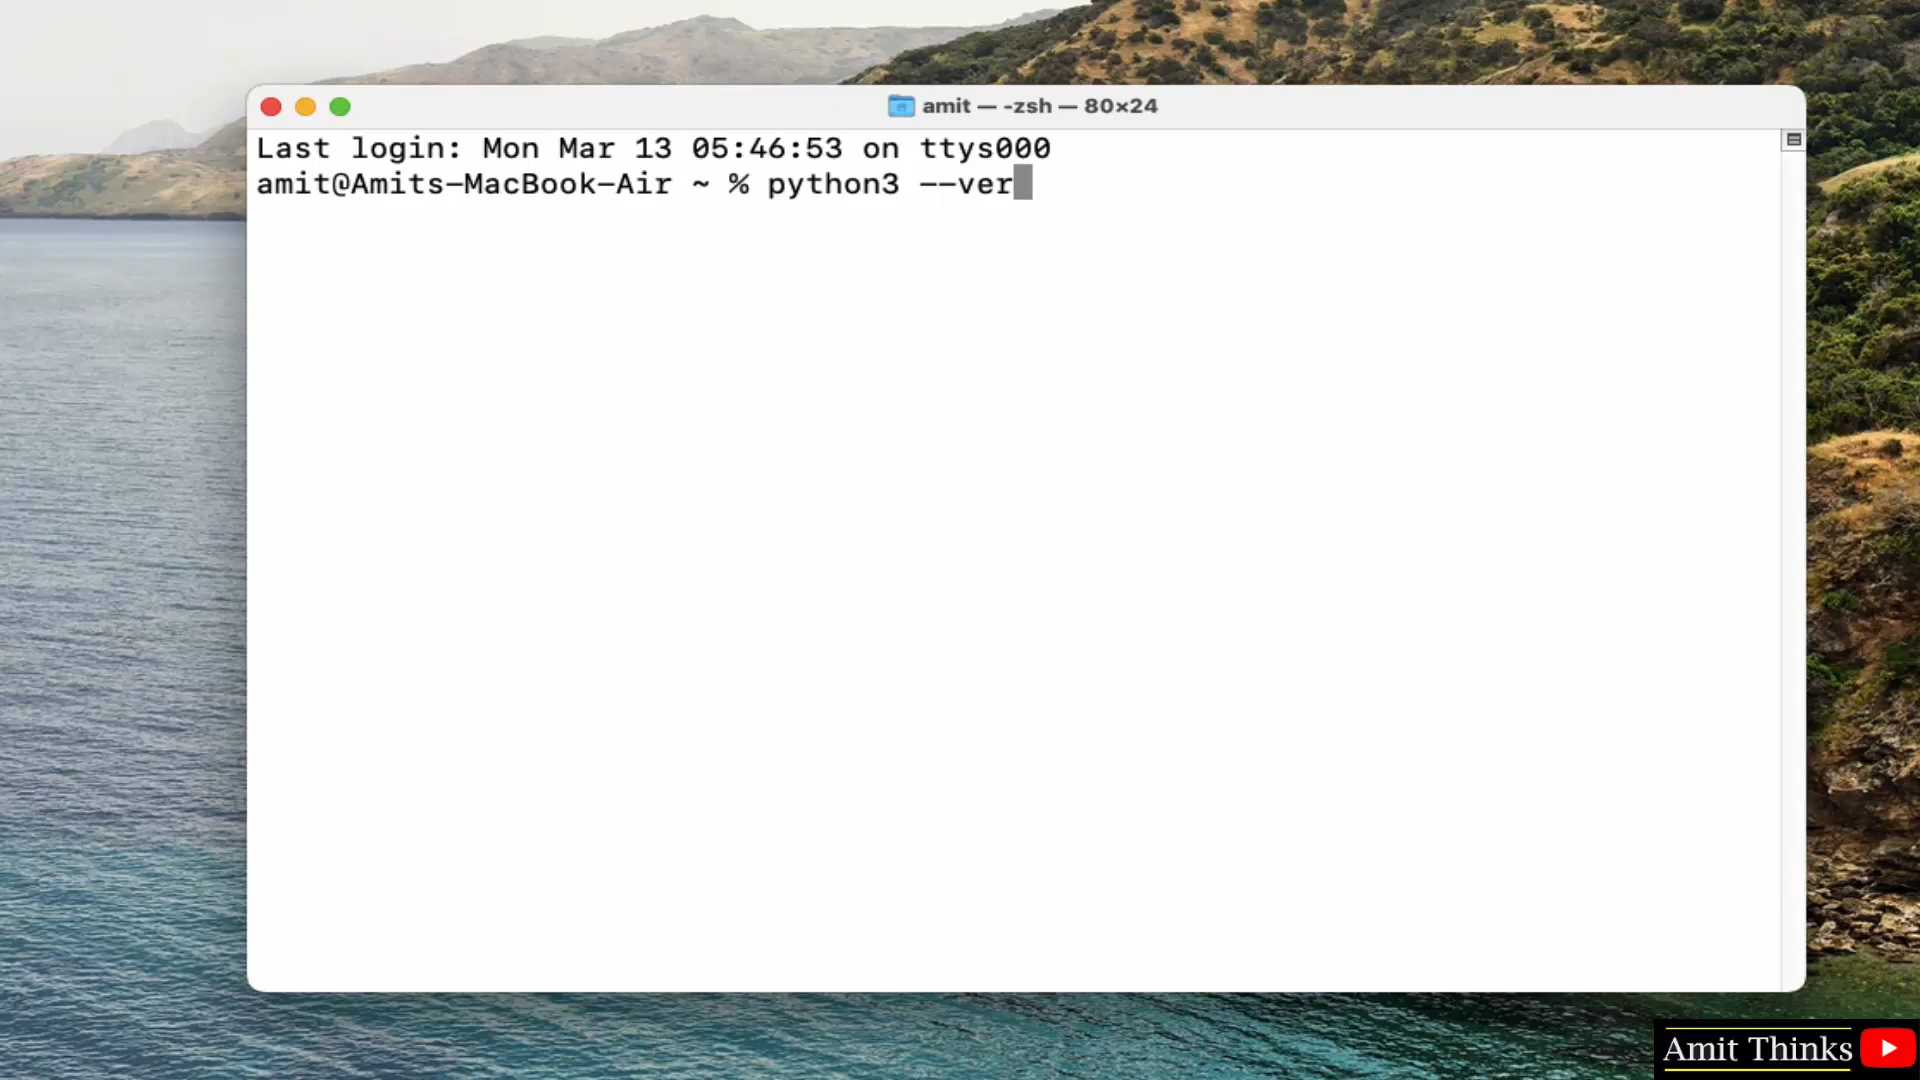 amit — -zsh — 80×24
Last login: Mon Mar 13 05:46:53 on ttys000
amit@Amits-MacBook-Air ~ % python3 --ver
Amit Thinks